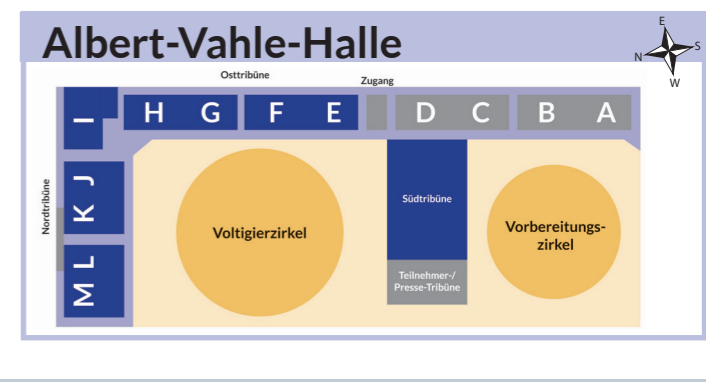 Albert-Vahle-Halle
E
N
S
W
Osttribüne
Zugang
I
H G F E D C B A
Nordtribüne
K J
M L
Voltigierzirkel
Südtribüne
Teilnehmer-/
Presse-Tribüne
Vorbereitungs-
zirkel